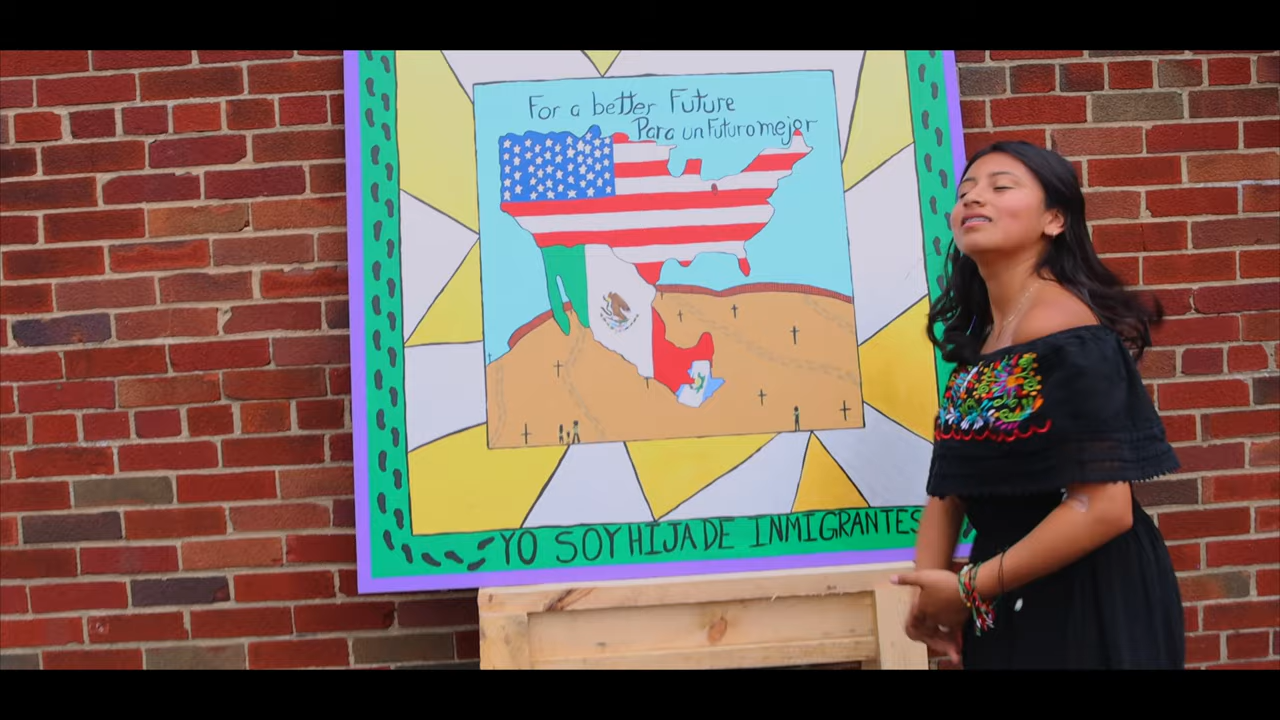 For a better Future
Para un Futuro mejor
YO SOY HIJA DE INMIGRANTES